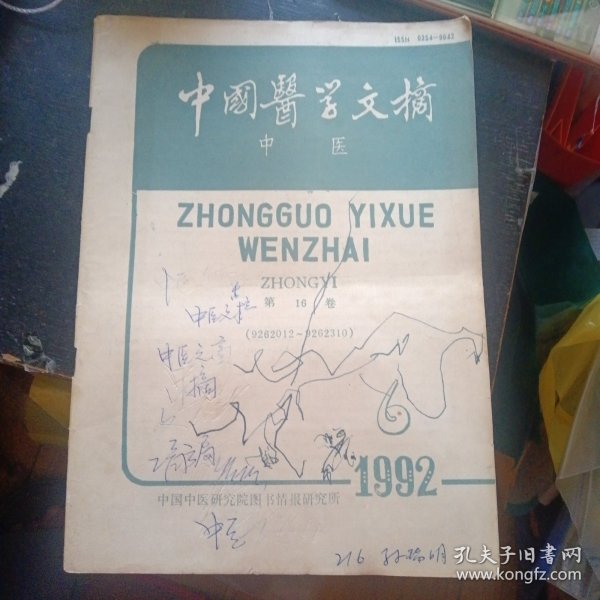 ISSN 0254-9042
中國醫学文摘
中医
ZHONGGUO YIXUE
WENZHAI
ZHONGYI
第 16 卷
(9262012~9262310)
中医文
中医文
摘
6
1992
中国中医研究院图书情报研究所
中医
216
孔夫子旧书网
www.kongfz.com